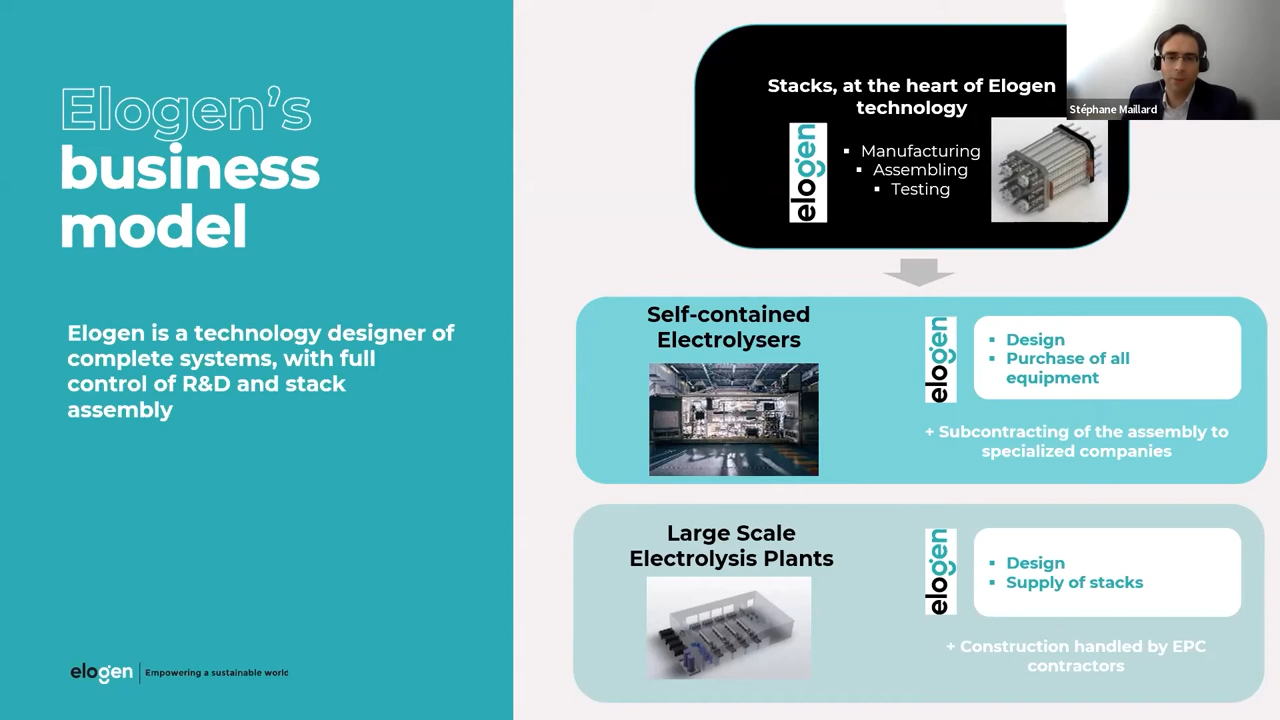 Elogen's
business
model
Elogen is a technology designer of
complete systems, with full
control of R&D and stack
assembly
elogen
Empowering a sustainable world
Stacks, at the heart of Elogen
technology
elogen
▪ Manufacturing
▪ Assembling
▪ Testing
Stéphane Maillard
Self-contained
Electrolysers
elogen
▪ Design
▪ Purchase of all
equipment
+ Subcontracting of the assembly to
specialized companies
Large Scale
Electrolysis Plants
elogen
▪ Design
▪ Supply of stacks
+ Construction handled by EPC
contractors